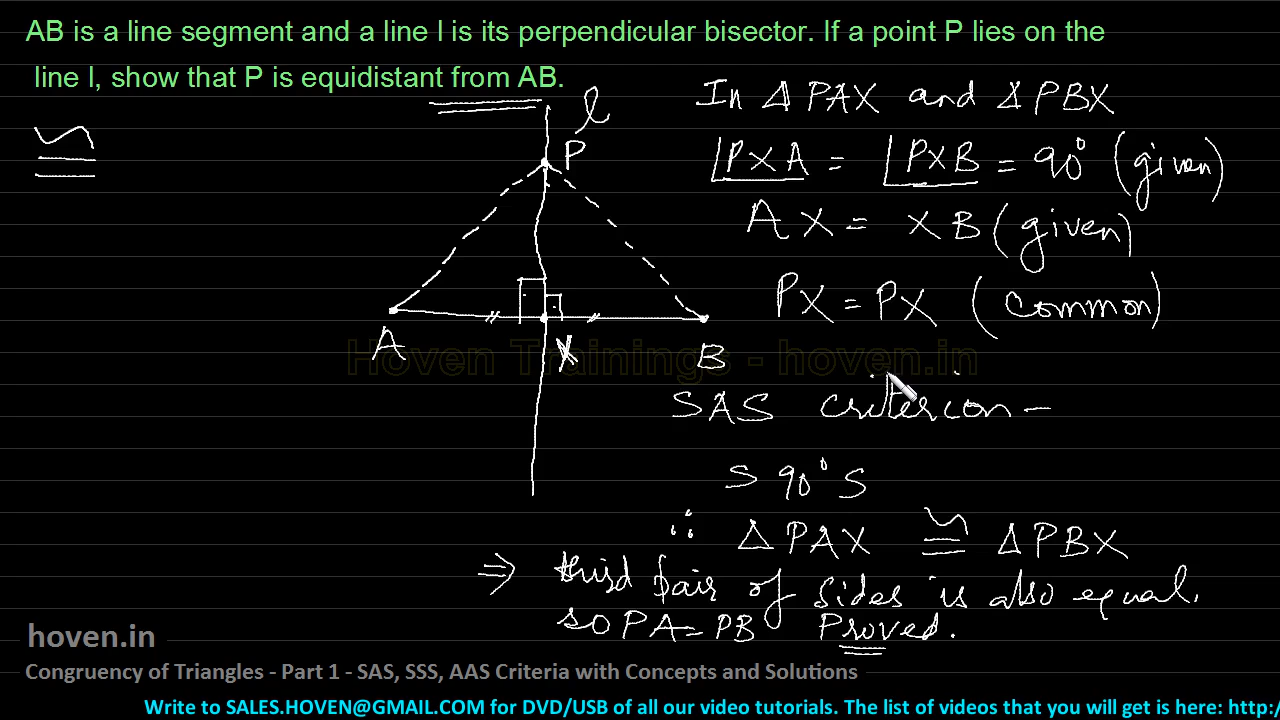 AB is a line segment and a line l is its perpendicular bisector. If a point P lies on the
line l, show that P is equidistant from AB.
≅
l
P
A
X
B
In Δ PAX and Δ PBX
∠PXA = ∠PXB = 90° (given)
AX = XB (given)
PX = PX (common)
Hoven Trainings - hoven.in
SAS criterion –
S 90° S
∴ Δ PAX ≅ Δ PBX
⇒ third pair of sides is also equal.
so PA = PB Proved.
hoven.in
Congruency of Triangles - Part 1 - SAS, SSS, AAS Criteria with Concepts and Solutions
Write to SALES.HOVEN@GMAIL.COM for DVD/USB of all our video tutorials. The list of videos that you will get is here: http:/